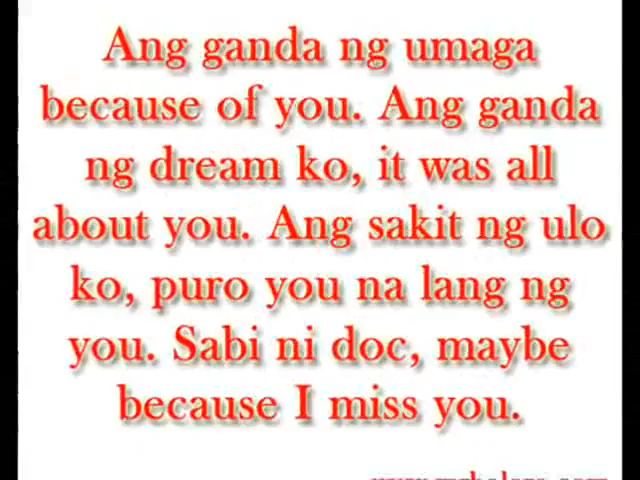 Ang ganda ng umaga
because of you. Ang ganda
ng dream ko, it was all
about you. Ang sakit ng ulo
ko, puro you na lang ng
you. Sabi ni doc, maybe
because I miss you.